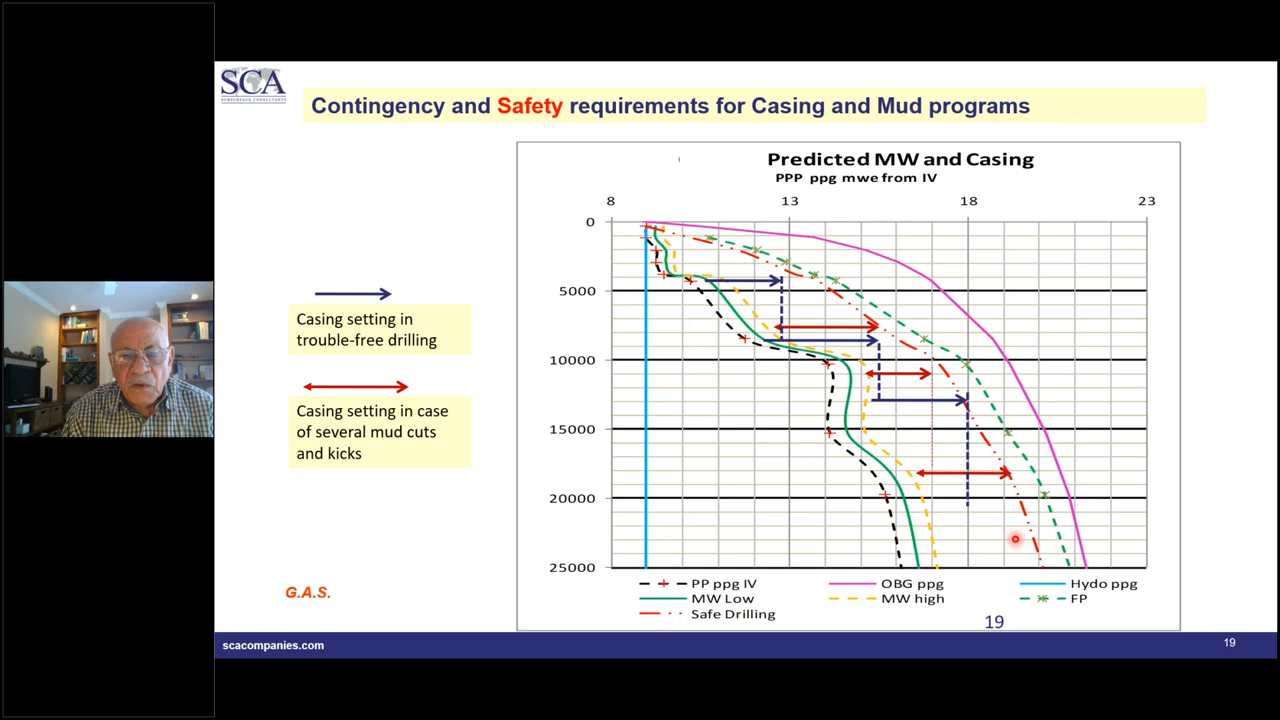 SCA
SUBSURFACE CONSULTANTS
Contingency and Safety requirements for Casing and Mud programs
Predicted MW and Casing
PPP ppg mwe from IV
8 13 18 23
0
5000
10000
15000
20000
25000
Casing setting in
trouble-free drilling
Casing setting in case
of several mud cuts
and kicks
G.A.S.
PP ppg IV OBG ppg Hydo ppg
MW Low MW high FP
Safe Drilling
19
scacompanies.com 19